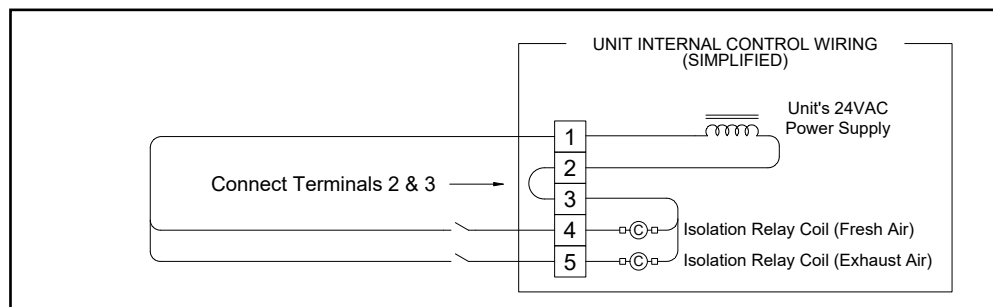 UNIT INTERNAL CONTROL WIRING
(SIMPLIFIED)
Unit's 24VAC
Power Supply
1
2
Connect Terminals 2 & 3
3
4
C
Isolation Relay Coil (Fresh Air)
5
C
Isolation Relay Coil (Exhaust Air)